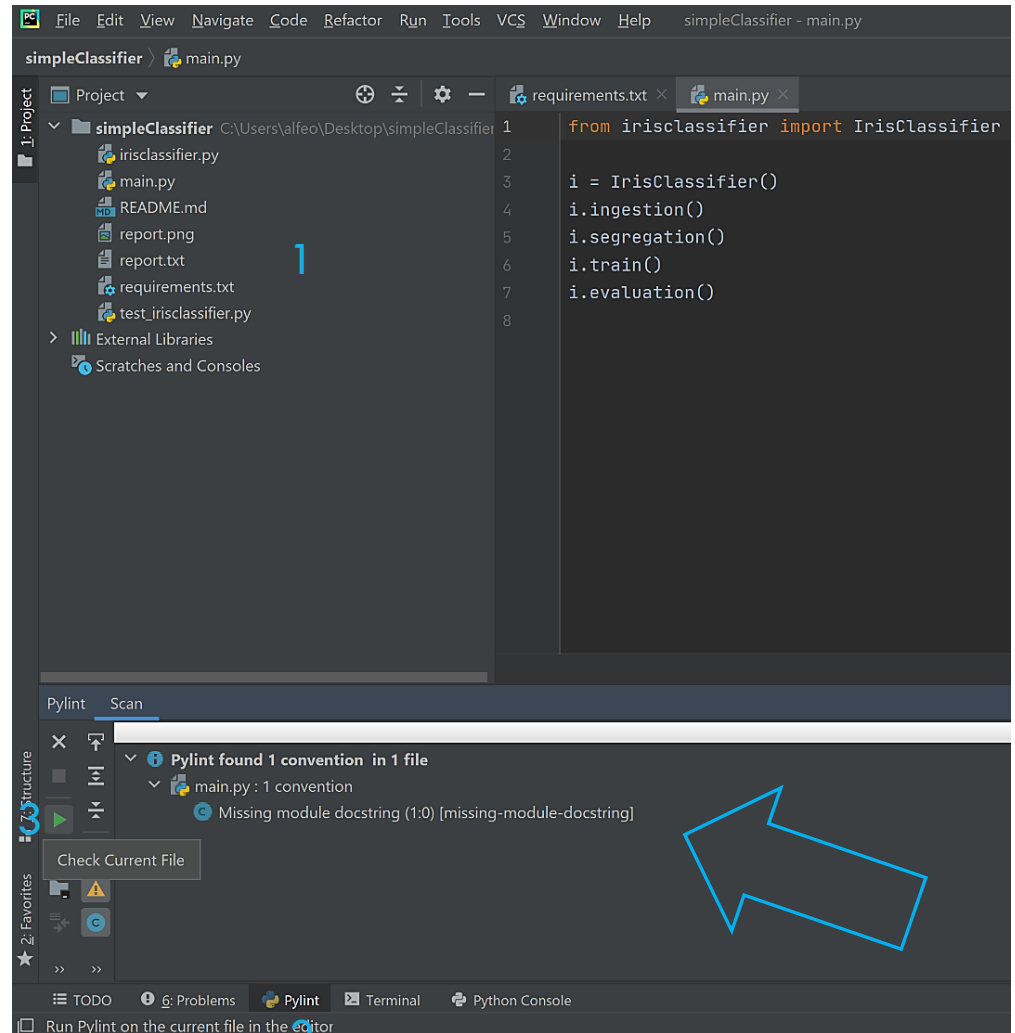 PC File Edit View Navigate Code Refactor Run Tools VCS Window Help simpleClassifier - main.py
simpleClassifier main.py
1: Project
Project
requirements.txt main.py
simpleClassifier C:\Users\alfeo\Desktop\simpleClassifier
irisclassifier.py
main.py
MD README.md
report.png
report.txt
1
requirements.txt
test_irisclassifier.py
External Libraries
Scratches and Consoles
1 from irisclassifier import IrisClassifier
2
3 i = IrisClassifier()
4 i.ingestion()
5 i.segregation()
6 i.train()
7 i.evaluation()
8
Pylint Scan
Pylint found 1 convention in 1 file
main.py : 1 convention
C Missing module docstring (1:0) [missing-module-docstring]
7: Structure
3
Check Current File
C
2: Favorites
TODO 6: Problems Pylint Terminal Python Console
Run Pylint on the current file in the editor